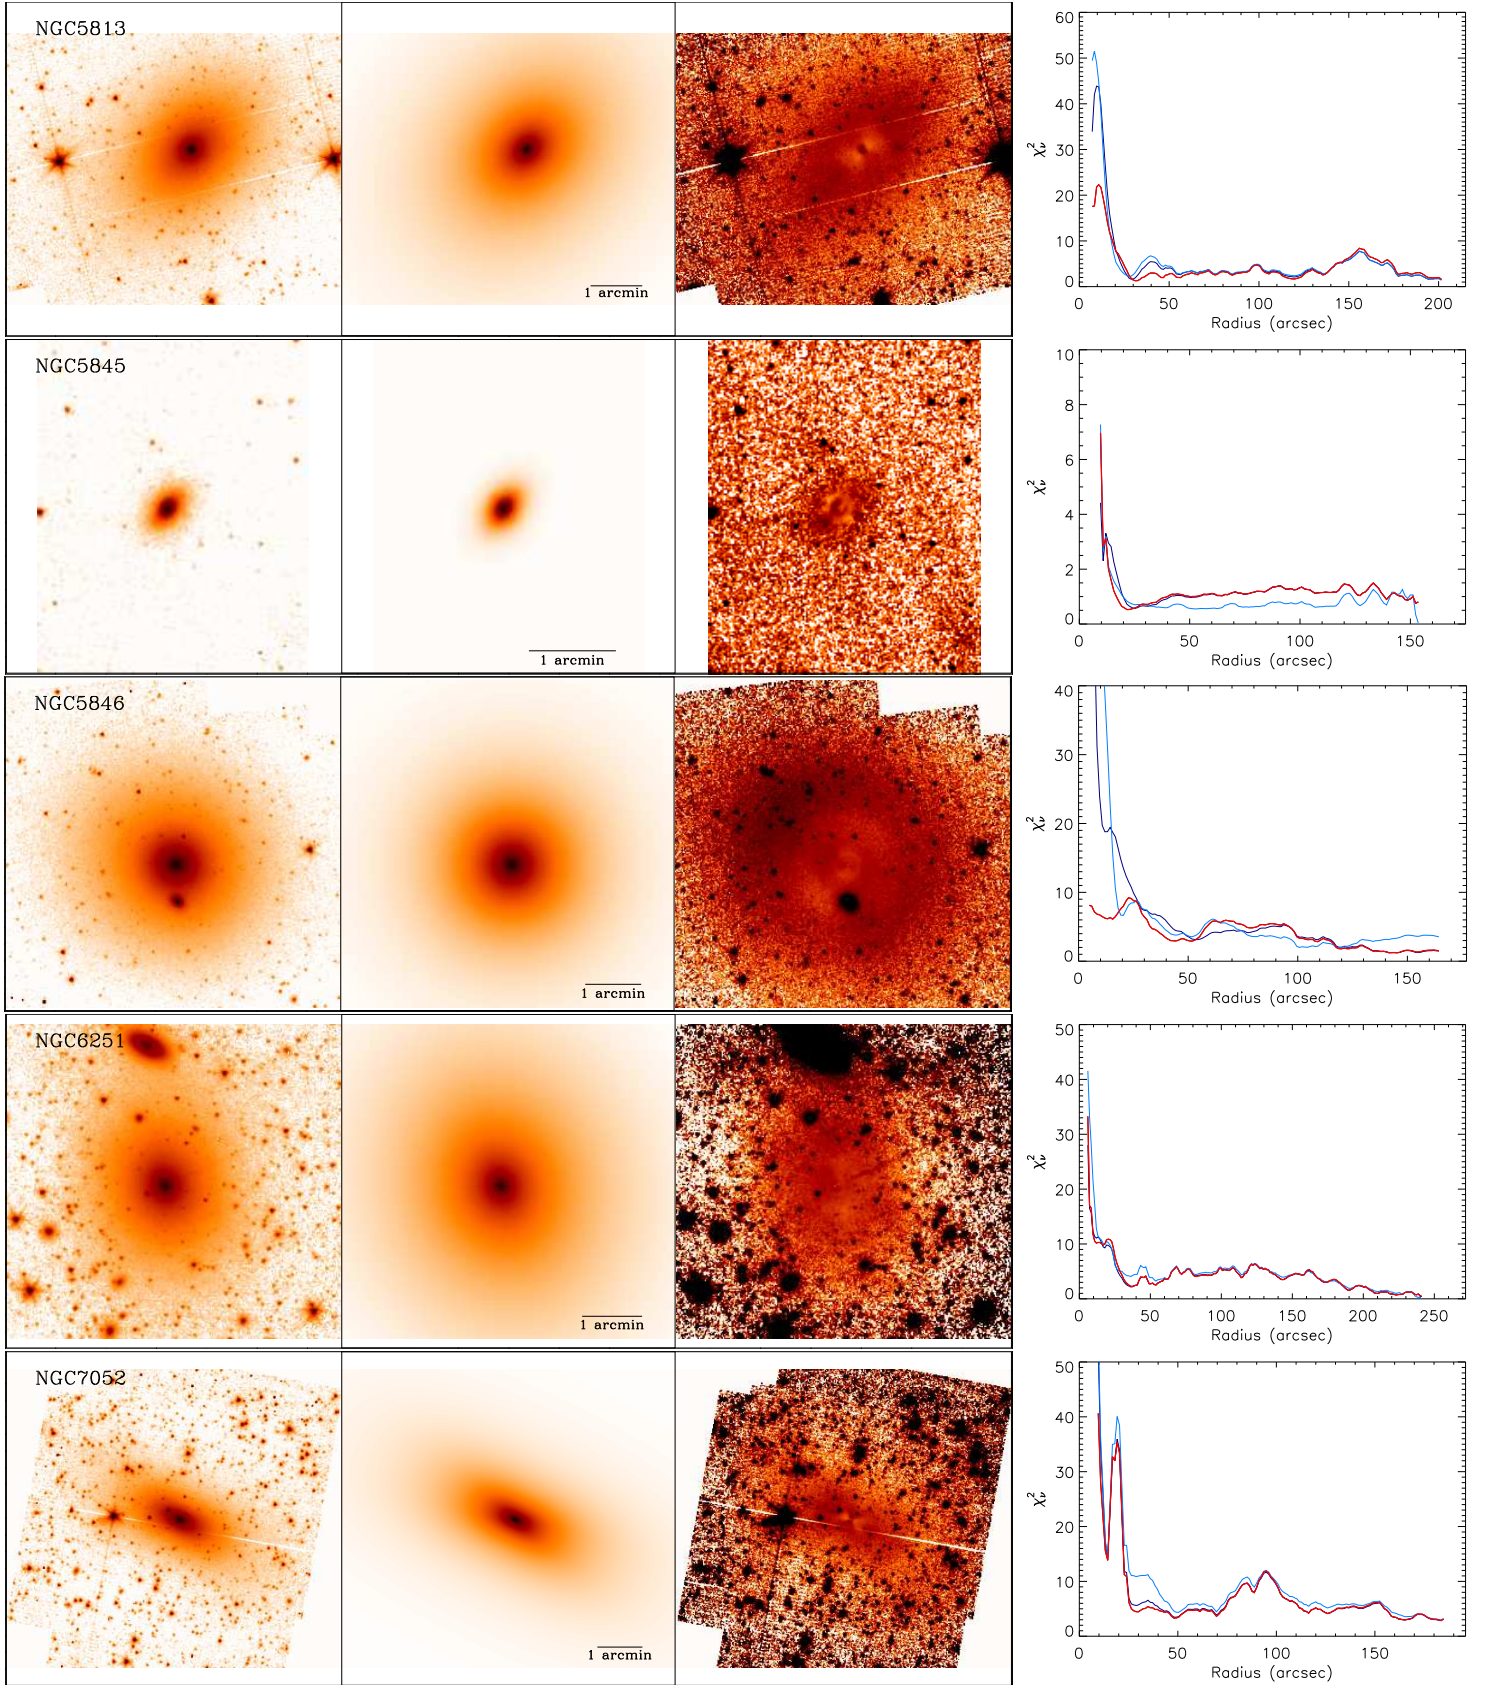 NGC5813
1 arcmin
60
50
40
30
20
10
0
χ²ν
0 50 100 150 200
Radius (arcsec)
NGC5845
1 arcmin
10
8
6
4
2
0
χ²ν
0 50 100 150
Radius (arcsec)
NGC5846
1 arcmin
40
30
20
10
0
χ²ν
0 50 100 150
Radius (arcsec)
NGC6251
1 arcmin
50
40
30
20
10
0
χ²ν
0 50 100 150 200 250
Radius (arcsec)
NGC7052
1 arcmin
50
40
30
20
10
0
χ²ν
0 50 100 150
Radius (arcsec)